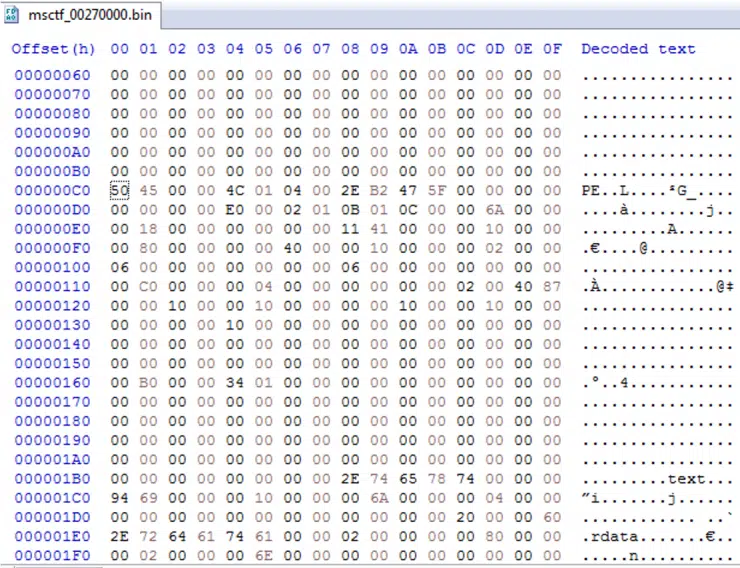 msctf_00270000.bin
Offset(h) 00 01 02 03 04 05 06 07 08 09 0A 0B 0C 0D 0E 0F Decoded text
00000060 00 00 00 00 00 00 00 00 00 00 00 00 00 00 00 00 ................
00000070 00 00 00 00 00 00 00 00 00 00 00 00 00 00 00 00 ................
00000080 00 00 00 00 00 00 00 00 00 00 00 00 00 00 00 00 ................
00000090 00 00 00 00 00 00 00 00 00 00 00 00 00 00 00 00 ................
000000A0 00 00 00 00 00 00 00 00 00 00 00 00 00 00 00 00 ................
000000B0 00 00 00 00 00 00 00 00 00 00 00 00 00 00 00 00 ................
000000C0 50 45 00 00 4C 01 04 00 2E B2 47 5F 00 00 00 00 PE..L....²G_....
000000D0 00 00 00 00 E0 00 02 01 0B 01 0C 00 00 6A 00 00 ....à........j..
000000E0 00 18 00 00 00 00 00 00 11 41 00 00 00 10 00 00 .........A......
000000F0 00 80 00 00 00 00 40 00 00 10 00 00 00 02 00 00 .€....@.........
00000100 06 00 00 00 00 00 00 00 06 00 00 00 00 00 00 00 ................
00000110 00 C0 00 00 00 04 00 00 00 00 00 00 02 00 40 87 .À............@‡
00000120 00 00 10 00 00 10 00 00 00 00 10 00 00 10 00 00 ................
00000130 00 00 00 00 10 00 00 00 00 00 00 00 00 00 00 00 ................
00000140 00 00 00 00 00 00 00 00 00 00 00 00 00 00 00 00 ................
00000150 00 00 00 00 00 00 00 00 00 00 00 00 00 00 00 00 ................
00000160 00 B0 00 00 34 01 00 00 00 00 00 00 00 00 00 00 .°..4...........
00000170 00 00 00 00 00 00 00 00 00 00 00 00 00 00 00 00 ................
00000180 00 00 00 00 00 00 00 00 00 00 00 00 00 00 00 00 ................
00000190 00 00 00 00 00 00 00 00 00 00 00 00 00 00 00 00 ................
000001A0 00 00 00 00 00 00 00 00 00 00 00 00 00 00 00 00 ................
000001B0 00 00 00 00 00 00 00 00 2E 74 65 78 74 00 00 00 .........text...
000001C0 94 69 00 00 00 10 00 00 00 6A 00 00 00 04 00 00 ”i.......j......
000001D0 00 00 00 00 00 00 00 00 00 00 00 00 20 00 00 60 ............ ..`
000001E0 2E 72 64 61 74 61 00 00 00 02 00 00 00 80 00 00 .rdata.......€..
000001F0 00 02 00 00 00 6E 00 00 00 00 00 00 00 00 00 00 .....n..........